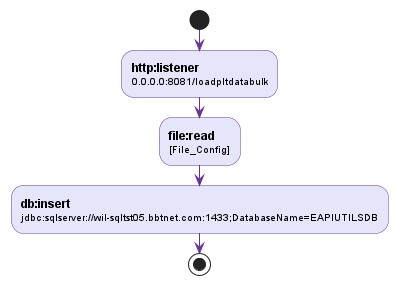 http:listener
0.0.0.0:8081/loadpltdatabulk
file:read
[File_Config]
db:insert
jdbc:sqlserver://wil-sqltst05.bbtnet.com:1433;DatabaseName=EAPIUTILSDB